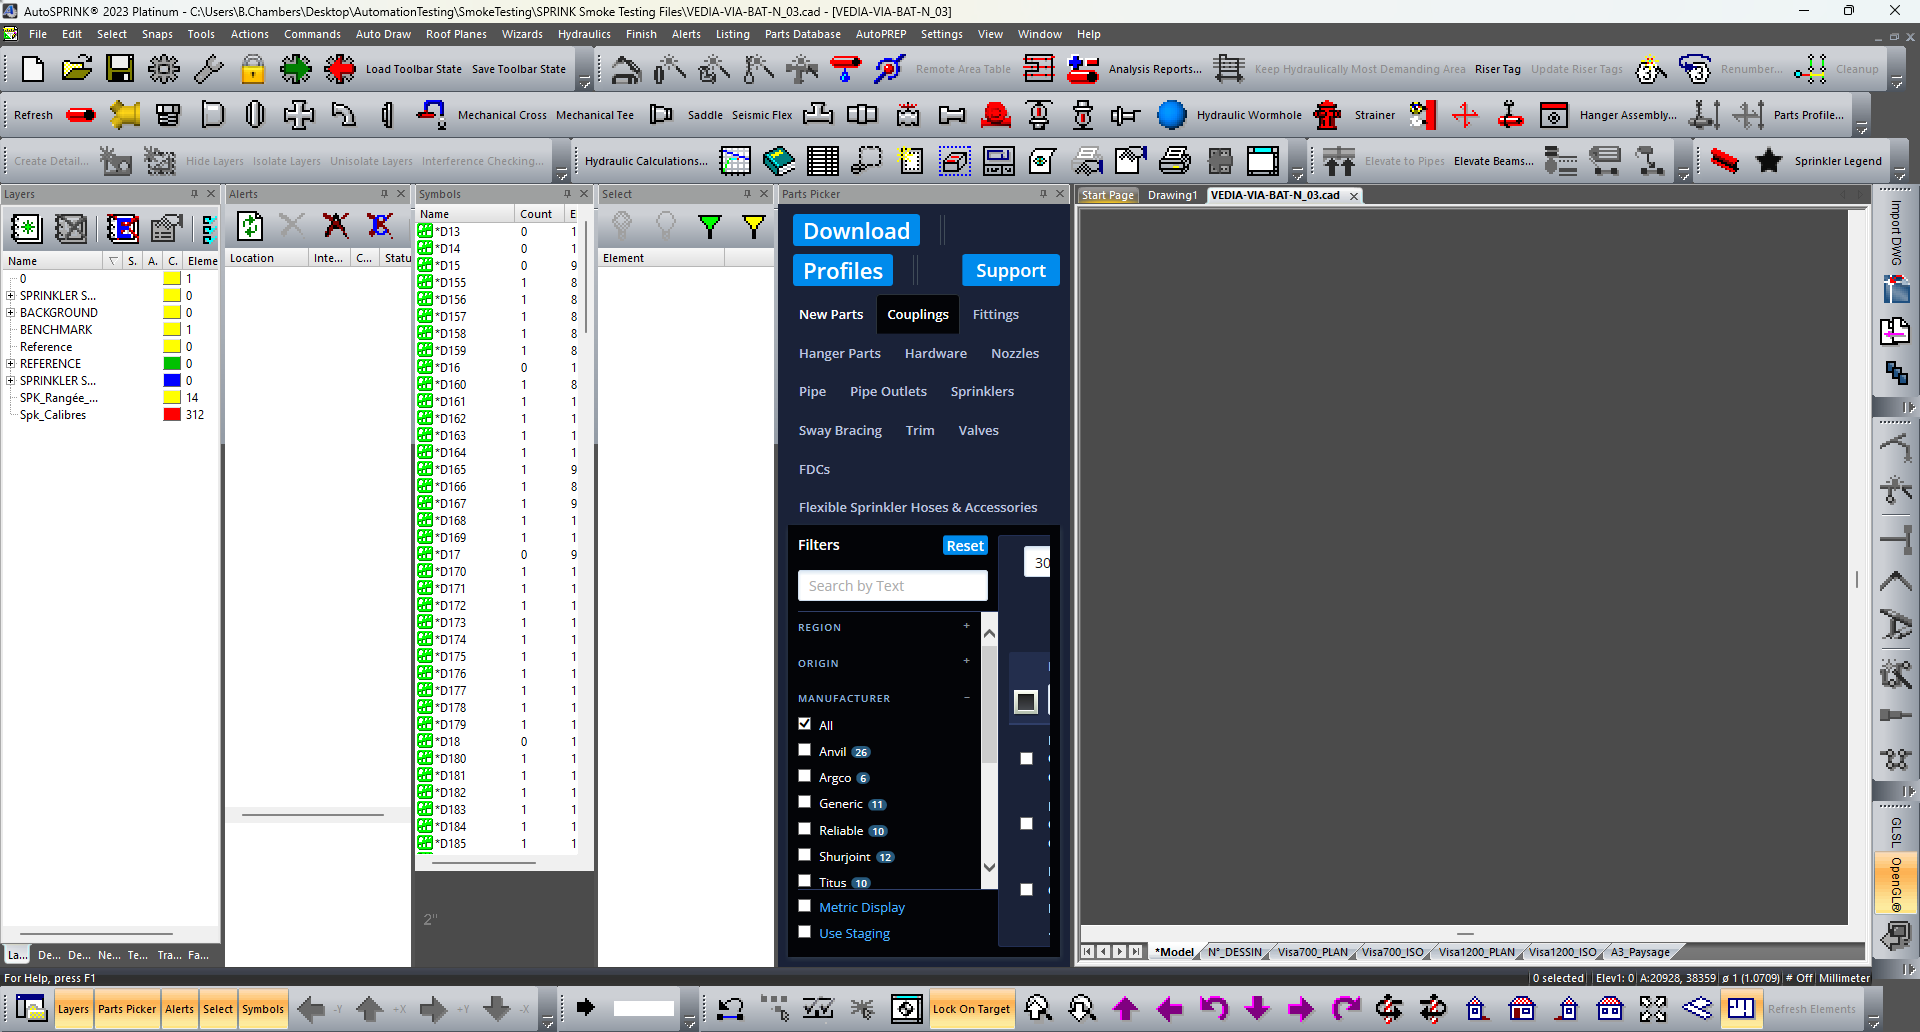 AutoSPRINK® 2023 Platinum - C:\Users\B.Chambers\Desktop\AutomationTesting\SmokeTesting\SPRINK Smoke Testing Files\VEDIA-VIA-BAT-N_03.cad - [VEDIA-VIA-BAT-N_03]
File Edit Select Snaps Tools Actions Commands Auto Draw Roof Planes Wizards Hydraulics Finish Alerts Listing Parts Database AutoPREP Settings View Window Help
Load Toolbar State Save Toolbar State Remote Area Table Analysis Reports... Keep Hydraulically Most Demanding Area Riser Tag Update Riser Tags Renumber... Cleanup
Refresh Mechanical Cross Mechanical Tee Saddle Seismic Flex Hydraulic Wormhole Strainer Hanger Assembly... Parts Profile...
Create Detail... Hide Layers Isolate Layers Unisolate Layers Interference Checking... Hydraulic Calculations... Elevate to Pipes Elevate Beams... Sprinkler Legend
Layers
Name S. A. C. Eleme
0 1
SPRINKLER S... 0
BACKGROUND 0
BENCHMARK 1
Reference 0
REFERENCE 0
SPRINKLER S... 0
SPK_Rangée_... 14
Spk_Calibres 312
La... De... De... Ne... Te... Tra... Fa...
Alerts
Location Inte... C... Statu
Symbols
Name Count E
*D13 0 1
*D14 0 1
*D15 0 9
*D155 1 8
*D156 1 8
*D157 1 8
*D158 1 8
*D159 1 8
*D16 0 1
*D160 1 8
*D161 1 1
*D162 1 1
*D163 1 1
*D164 1 1
*D165 1 9
*D166 1 8
*D167 1 9
*D168 1 1
*D169 1 1
*D17 0 9
*D170 1 1
*D171 1 1
*D172 1 1
*D173 1 1
*D174 1 1
*D175 1 1
*D176 1 1
*D177 1 1
*D178 1 1
*D179 1 1
*D18 0 1
*D180 1 1
*D181 1 1
*D182 1 1
*D183 1 1
*D184 1 1
*D185 1 1
2"
Select
Element
Parts Picker
Download
Profiles Support
New Parts Couplings Fittings
Hanger Parts Hardware Nozzles
Pipe Pipe Outlets Sprinklers
Sway Bracing Trim Valves
FDCs
Flexible Sprinkler Hoses & Accessories
Filters Reset
30
Search by Text
REGION +
ORIGIN +
MANUFACTURER −
All
Anvil 26
Argco 6
Generic 11
Reliable 10
Shurjoint 12
Titus 10
Metric Display
Use Staging
Start Page Drawing1 VEDIA-VIA-BAT-N_03.cad
*Model N°_DESSIN Visa700_PLAN Visa700_ISO Visa1200_PLAN Visa1200_ISO A3_Paysage
Import DWG
GLSL
OpenGL®
For Help, press F1 0 selected Elev1: 0 A:20928, 38359 ø 1 (1.0709) # Off Millimeter
Layers Parts Picker Alerts Select Symbols -Y +X +Y -X Lock On Target Refresh Elements